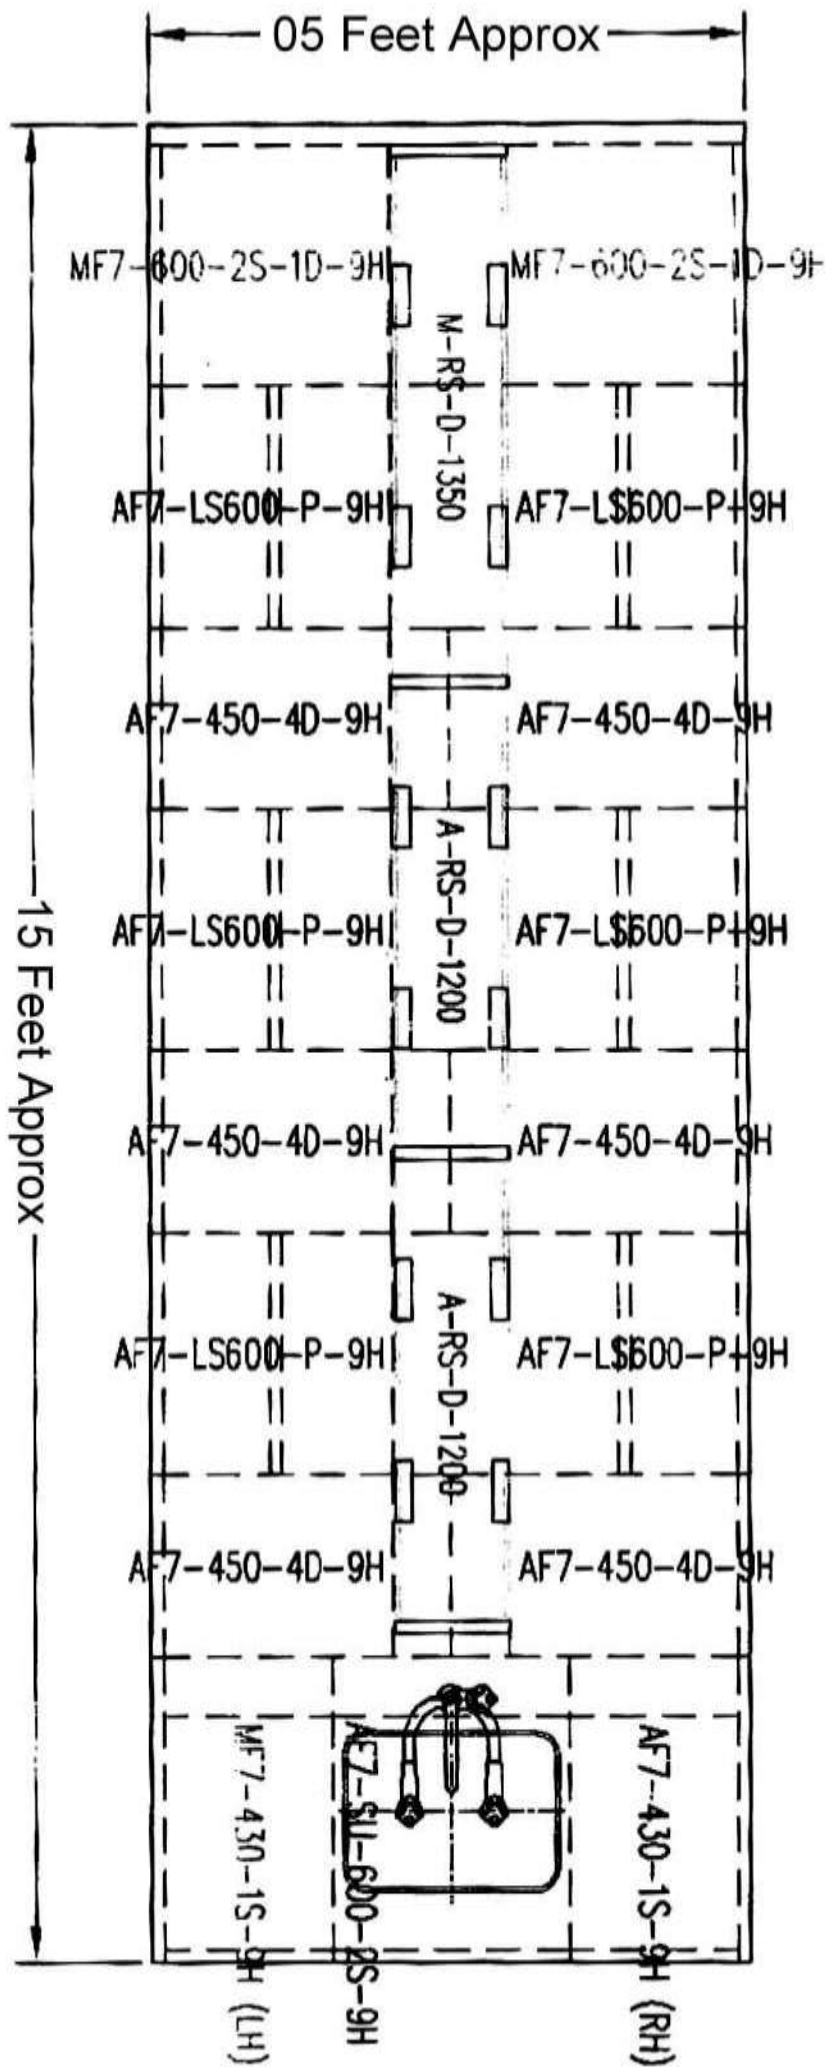 05 Feet Approx
15 Feet Approx
MF7-600-2S-1D-9H
MF7-600-2S-1D-9H
M-RS-D-1350
AF7-LS600-P-9H
AF7-LS600-P-9H
AF7-450-4D-9H
AF7-450-4D-9H
A-RS-D-1200
AF7-LS600-P-9H
AF7-LS600-P-9H
AF7-450-4D-9H
AF7-450-4D-9H
A-RS-D-1200
AF7-LS600-P-9H
AF7-LS600-P-9H
AF7-450-4D-9H
AF7-450-4D-9H
MF7-430-1S-9H (LH)
AF7-SU-600-2S-9H
AF7-430-1S-9H (RH)